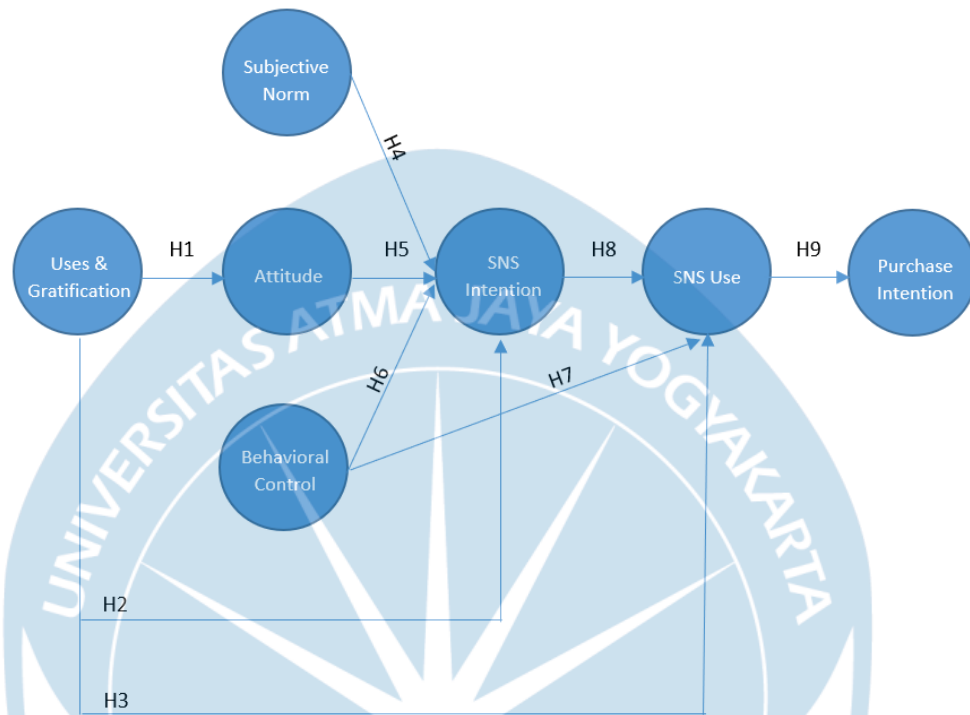 Subjective
Norm
H4
Uses &
Gratification
H1
Attitude
H5
SNS
Intention
H8
SNS Use
H9
Purchase
Intention
H6
H7
Behavioral
Control
H2
H3
UNIVERSITAS ATMA JAYA YOGYAKARTA